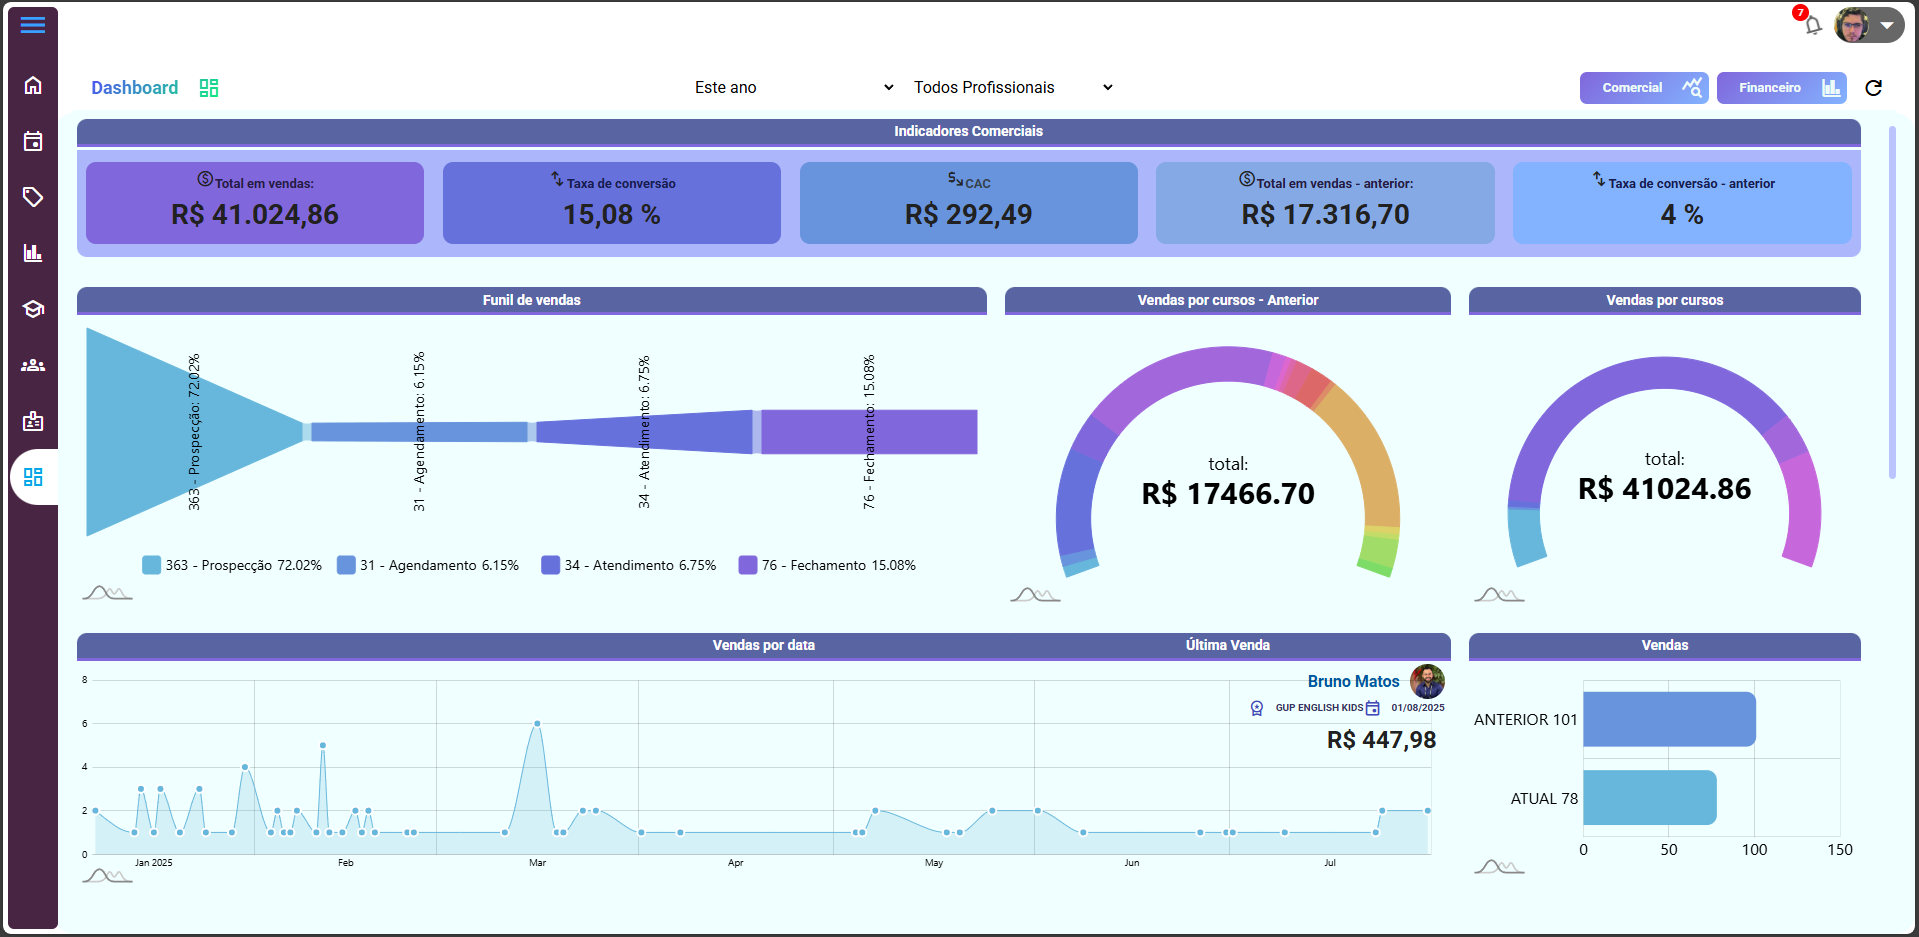 7
Dashboard
Este ano
Todos Profissionais
Comercial
Financeiro
Indicadores Comerciais
Total em vendas:
R$ 41.024,86
Taxa de conversão
15,08 %
CAC
R$ 292,49
Total em vendas - anterior:
R$ 17.316,70
Taxa de conversão - anterior
4 %
Funil de vendas
363 - Prospecção: 72.02%
31 - Agendamento: 6.15%
34 - Atendimento: 6.75%
76 - Fechamento: 15.08%
363 - Prospecção 72.02%
31 - Agendamento 6.15%
34 - Atendimento 6.75%
76 - Fechamento 15.08%
Vendas por cursos - Anterior
total:
R$ 17466.70
Vendas por cursos
total:
R$ 41024.86
Vendas por data
Última Venda
Bruno Matos
GUP ENGLISH KIDS
01/08/2025
R$ 447,98
8
6
4
2
0
Jan 2025
Feb
Mar
Apr
May
Jun
Jul
Vendas
ANTERIOR 101
ATUAL 78
0
50
100
150